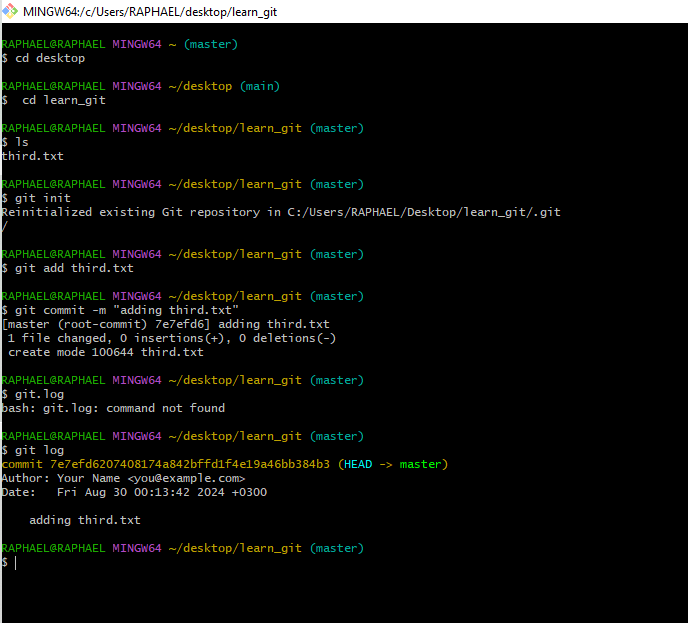 MINGW64:/c/Users/RAPHAEL/desktop/learn_git
RAPHAEL@RAPHAEL MINGW64 ~ (master)
$ cd desktop
RAPHAEL@RAPHAEL MINGW64 ~/desktop (main)
$  cd learn_git
RAPHAEL@RAPHAEL MINGW64 ~/desktop/learn_git (master)
$ ls
third.txt
RAPHAEL@RAPHAEL MINGW64 ~/desktop/learn_git (master)
$ git init
Reinitialized existing Git repository in C:/Users/RAPHAEL/Desktop/learn_git/.git
/
RAPHAEL@RAPHAEL MINGW64 ~/desktop/learn_git (master)
$ git add third.txt
RAPHAEL@RAPHAEL MINGW64 ~/desktop/learn_git (master)
$ git commit -m "adding third.txt"
[master (root-commit) 7e7efd6] adding third.txt
 1 file changed, 0 insertions(+), 0 deletions(-)
 create mode 100644 third.txt
RAPHAEL@RAPHAEL MINGW64 ~/desktop/learn_git (master)
$ git.log
bash: git.log: command not found
RAPHAEL@RAPHAEL MINGW64 ~/desktop/learn_git (master)
$ git log
commit 7e7efd6207408174a842bffd1f4e19a46bb384b3 (HEAD -> master)
Author: Your Name <you@example.com>
Date:   Fri Aug 30 00:13:42 2024 +0300
    adding third.txt
RAPHAEL@RAPHAEL MINGW64 ~/desktop/learn_git (master)
$